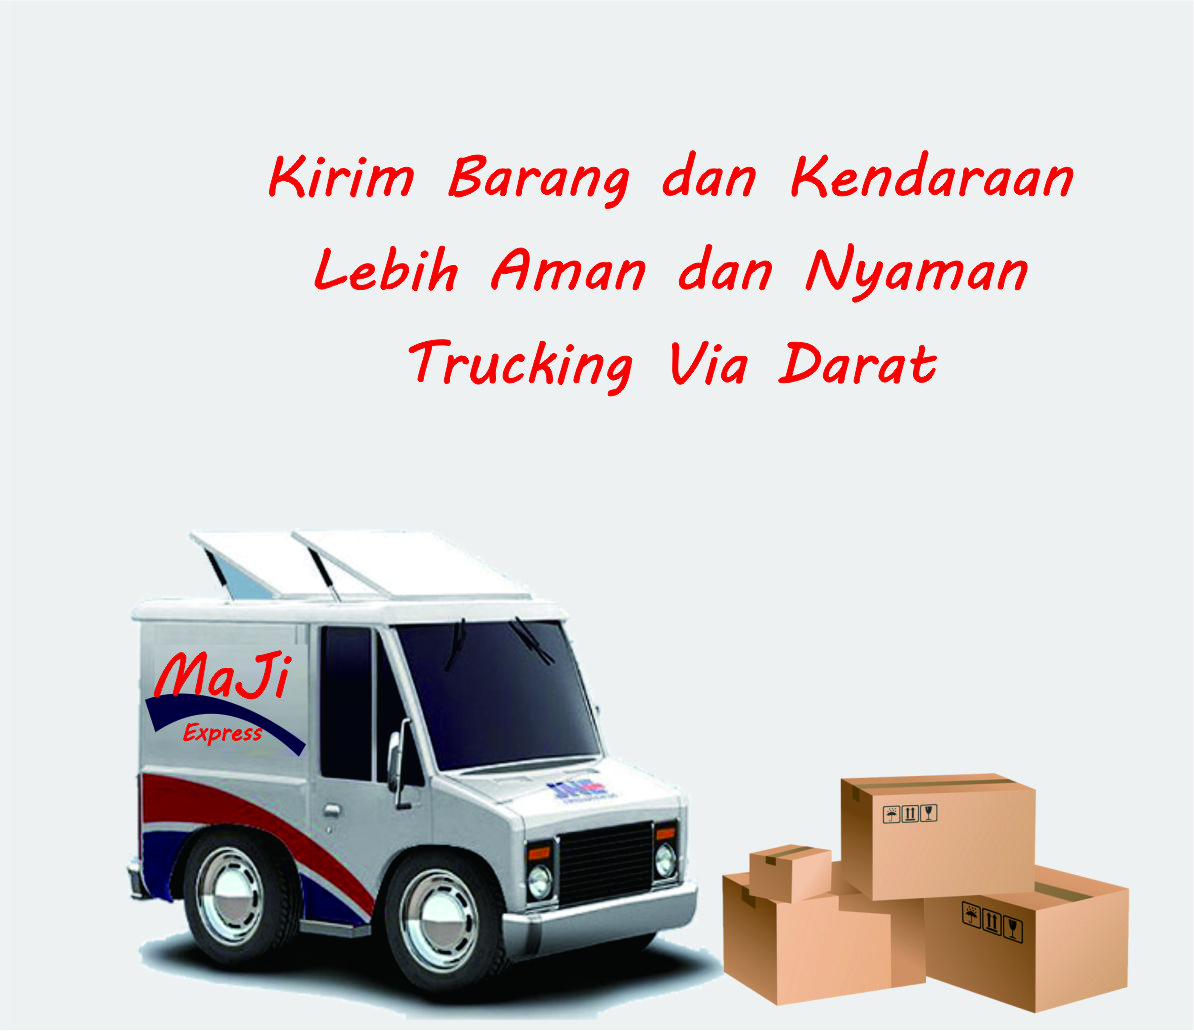 Kirim Barang dan Kendaraan
Lebih Aman dan Nyaman
Trucking Via Darat
MaJi
Express